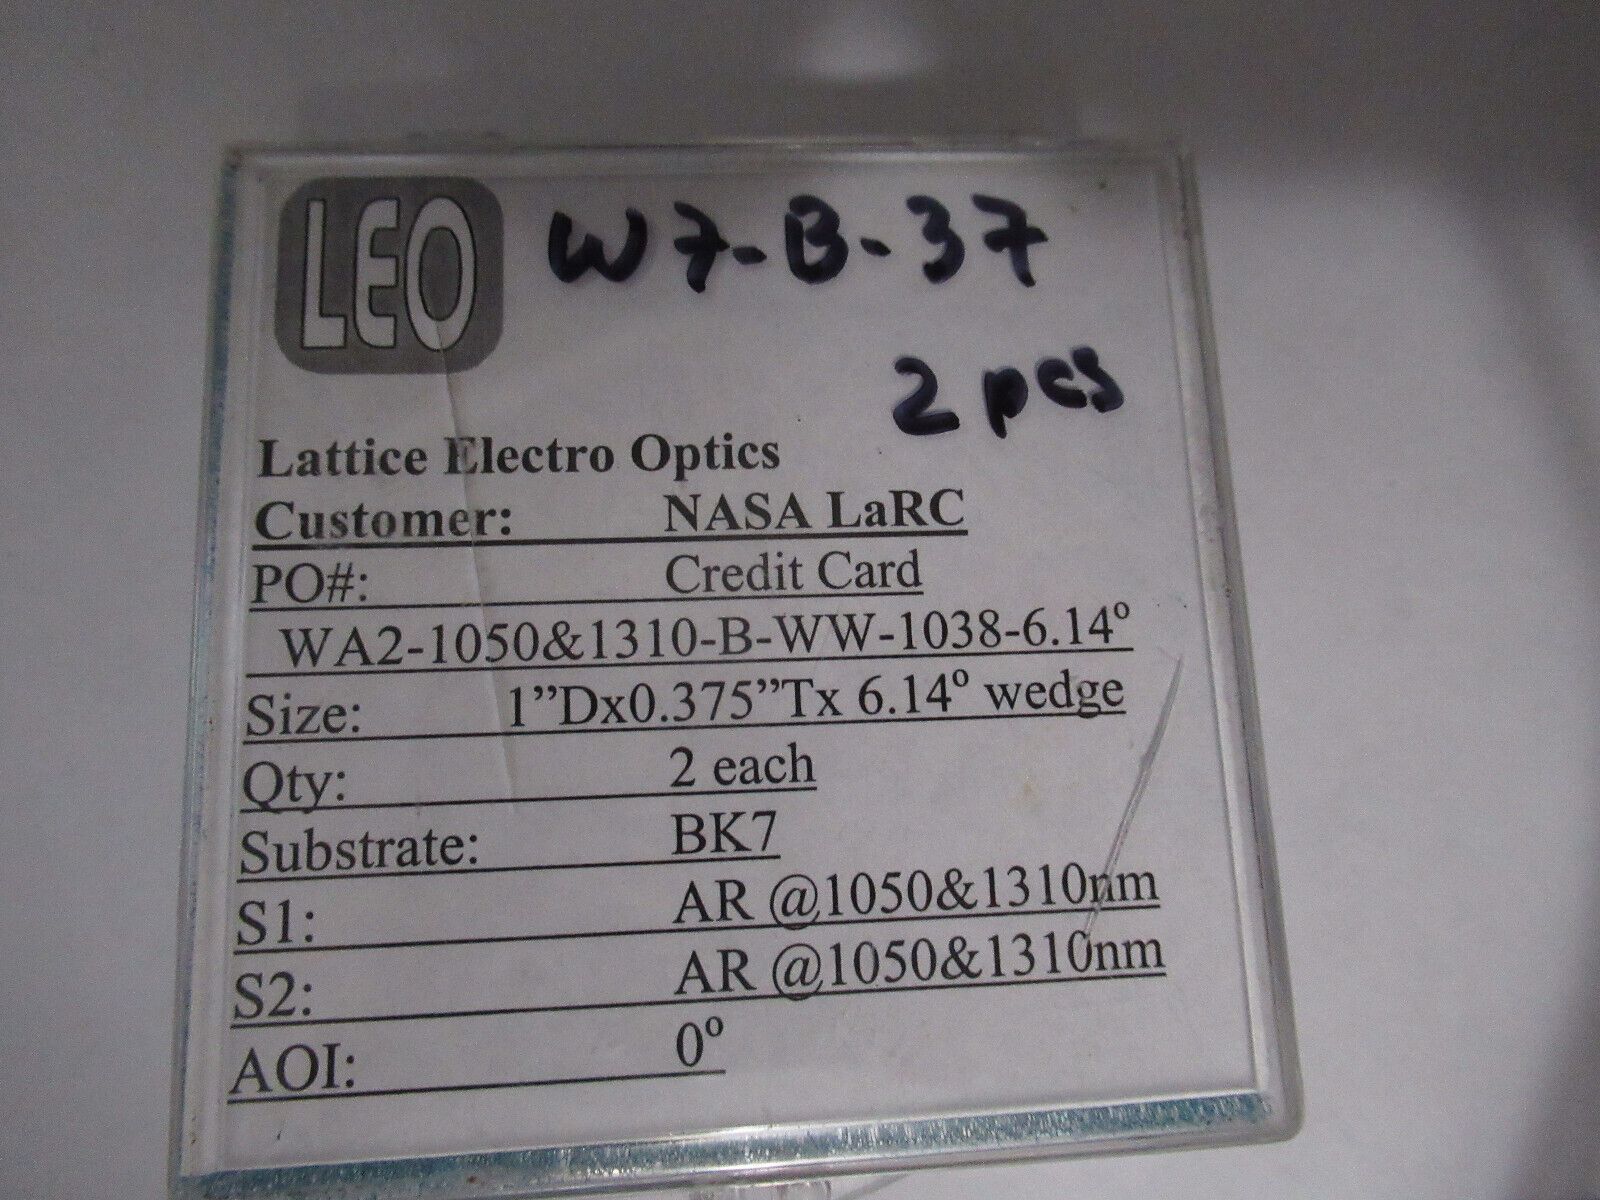 LEO W7-B-37
2 pcs
Lattice Electro Optics
Customer: NASA LaRC
PO#: Credit Card
WA2-1050&1310-B-WW-1038-6.14º
Size: 1”Dx0.375”Tx 6.14º wedge
Qty: 2 each
Substrate: BK7
S1: AR @1050&1310nm
S2: AR @1050&1310nm
AOI: 0º